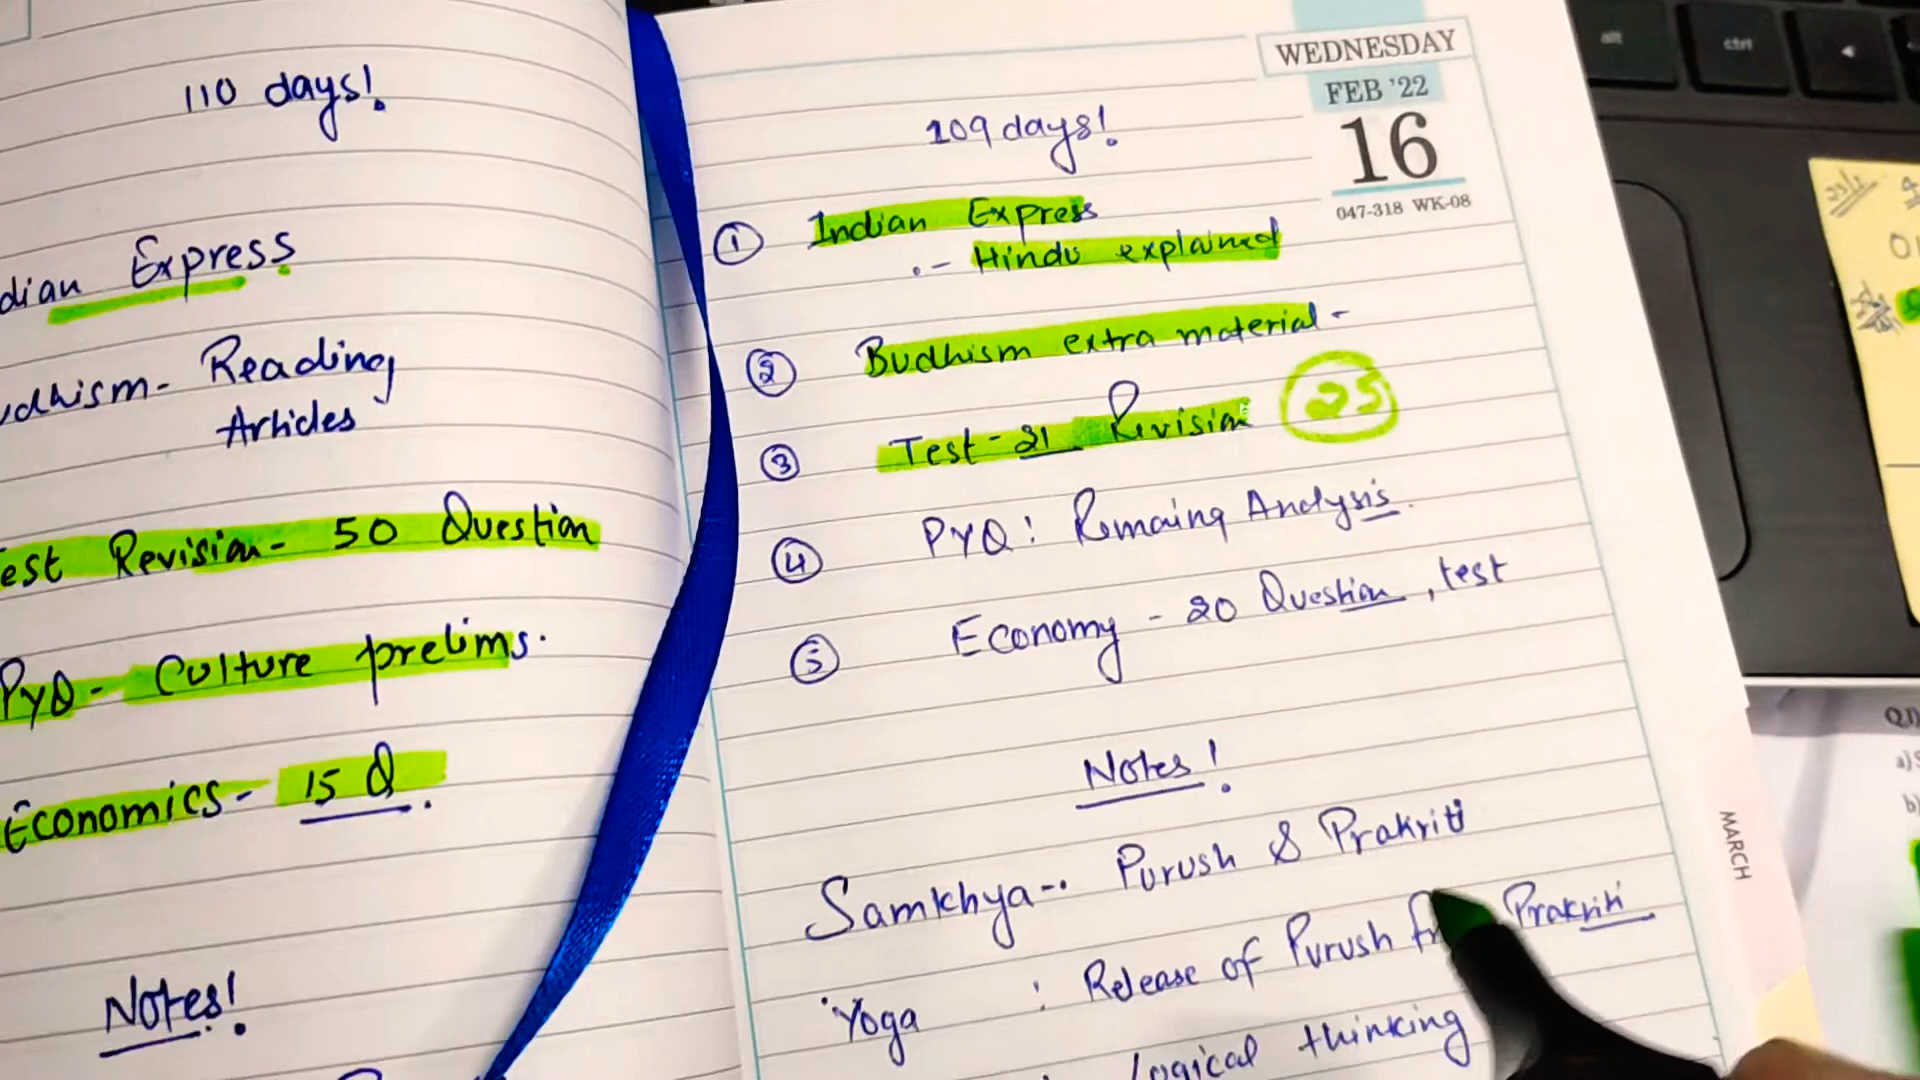 110 days!
dian Express
udhism- Reading
Articles
est Revision- 50 Question
PYQ- Culture prelims.
Economics- 15 Q.
Notes!
WEDNESDAY
FEB '22
16
047-318 WK-08
109 days!
① Indian Express
.- Hindu explained
② Budhism extra material-
③ Test-21 Revision 25
④ PYQ: Remaing Analysis.
⑤ Economy - 20 Question, test
Notes!
Samkhya-. Purush & Prakriti
Yoga : Release of Purush Prakriti
logical thinking
MARCH
alt
ctrl